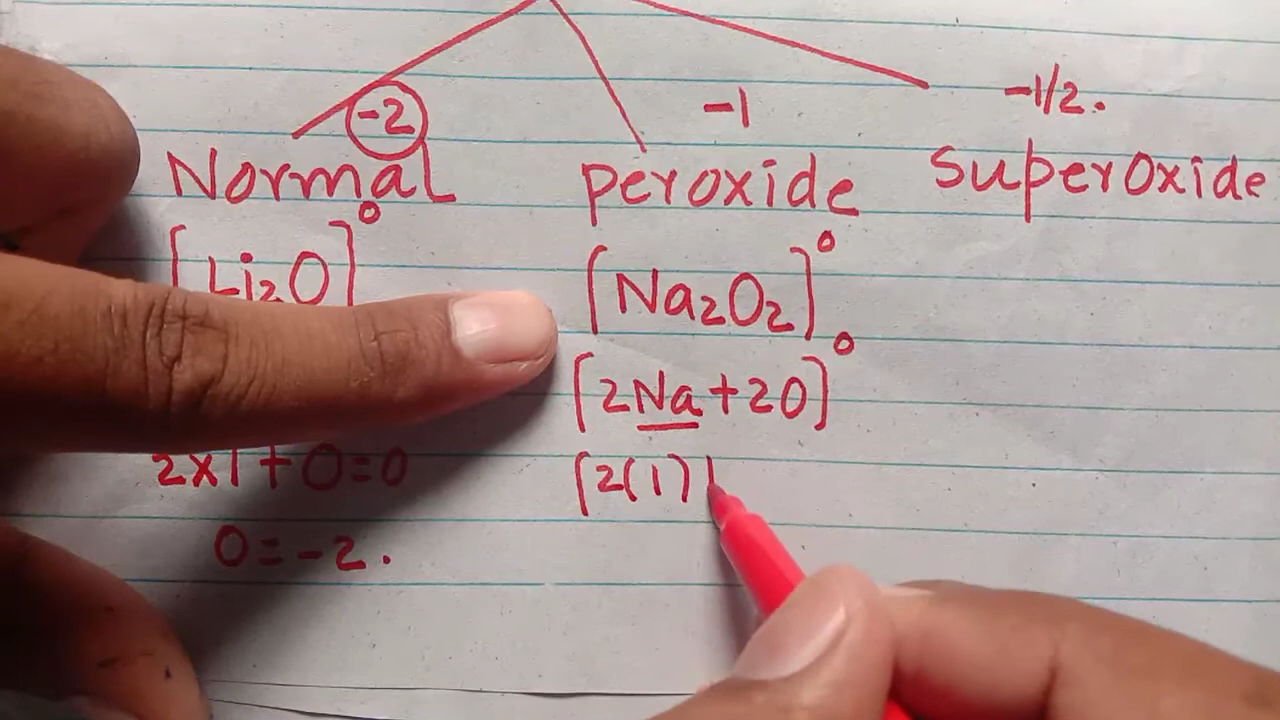 -2
Normal
[Li₂O]⁰
2x1+O=0
O=-2.
-1
peroxide
[Na₂O₂]⁰
[2Na+2O]⁰
[2(1)
-1/2.
Superoxide